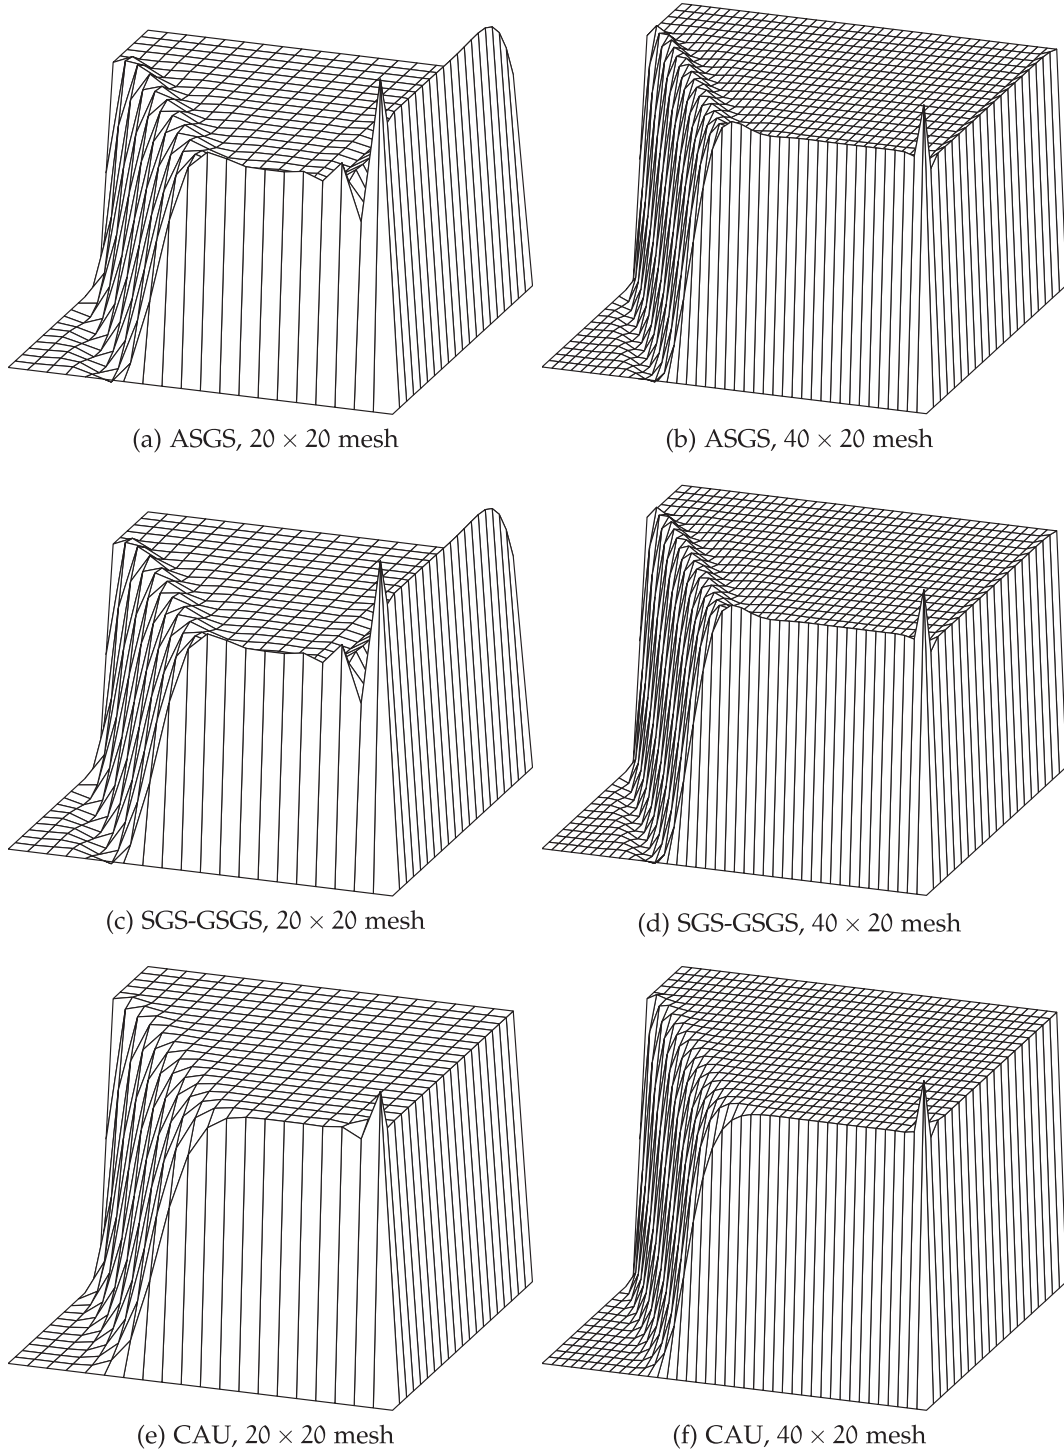 (a) ASGS, 20 × 20 mesh
(b) ASGS, 40 × 20 mesh
(c) SGS-GSGS, 20 × 20 mesh
(d) SGS-GSGS, 40 × 20 mesh
(e) CAU, 20 × 20 mesh
(f) CAU, 40 × 20 mesh